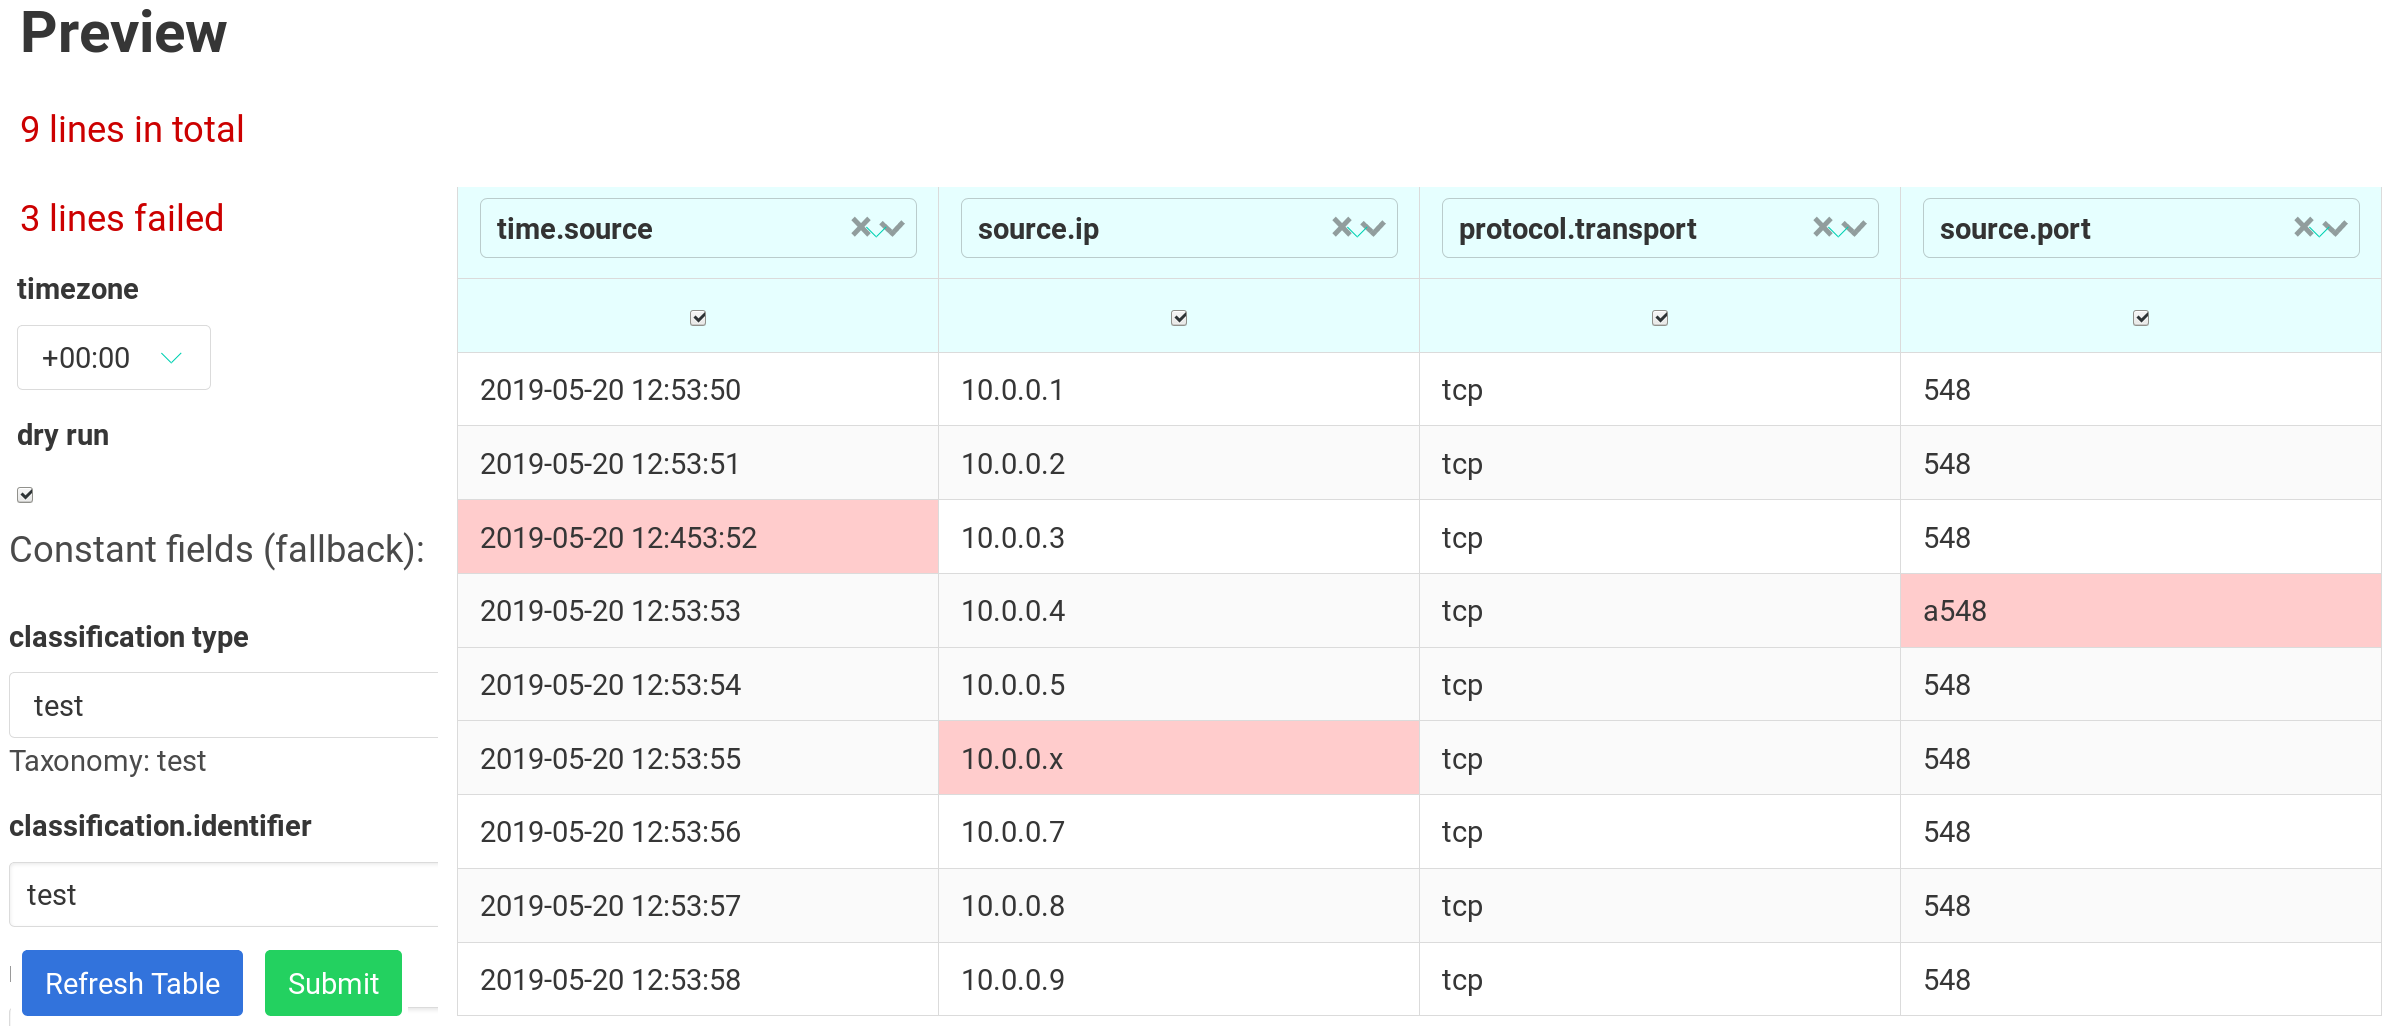 Preview
9 lines in total
3 lines failed
timezone
+00:00
dry run
Constant fields (fallback):
classification type
test
Taxonomy: test
classification.identifier
test
Refresh Table Submit
time.source source.ip protocol.transport source.port
2019-05-20 12:53:50 10.0.0.1 tcp 548
2019-05-20 12:53:51 10.0.0.2 tcp 548
2019-05-20 12:453:52 10.0.0.3 tcp 548
2019-05-20 12:53:53 10.0.0.4 tcp a548
2019-05-20 12:53:54 10.0.0.5 tcp 548
2019-05-20 12:53:55 10.0.0.x tcp 548
2019-05-20 12:53:56 10.0.0.7 tcp 548
2019-05-20 12:53:57 10.0.0.8 tcp 548
2019-05-20 12:53:58 10.0.0.9 tcp 548